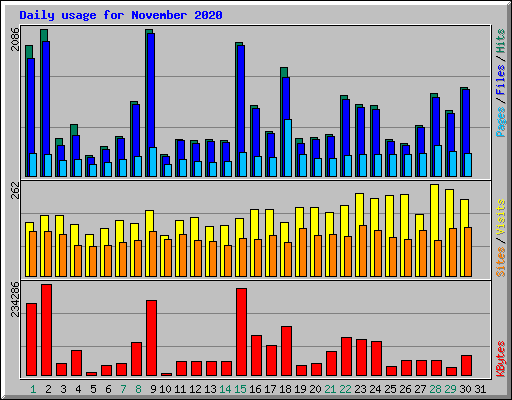 Daily usage for November 2020
2086
Pages / Files / Hits
262
Sites / Visits
234286
KBytes
1 2 3 4 5 6 7 8 9 10 11 12 13 14 15 16 17 18 19 20 21 22 23 24 25 26 27 28 29 30 31